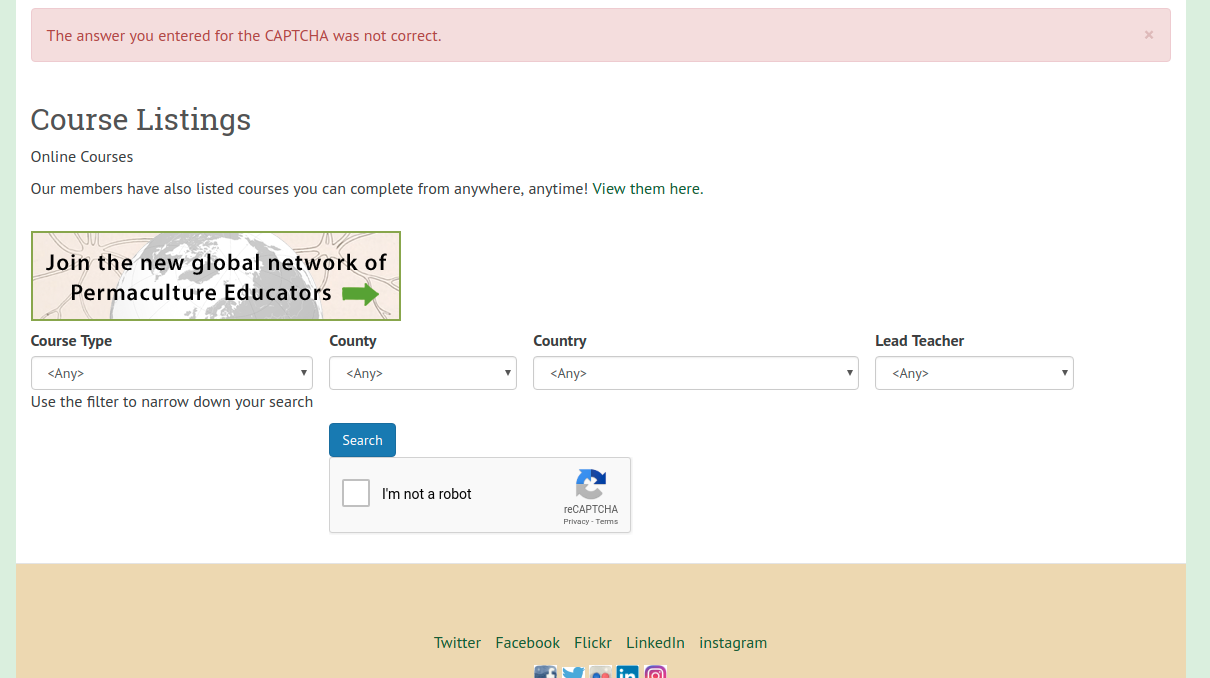 The answer you entered for the CAPTCHA was not correct.
×
Course Listings
Online Courses
Our members have also listed courses you can complete from anywhere, anytime! View them here.
Join the new global network of
Permaculture Educators
Course Type County Country Lead Teacher
<Any> <Any> <Any> <Any>
Use the filter to narrow down your search
Search
I'm not a robot
reCAPTCHA
Privacy - Terms
Twitter Facebook Flickr LinkedIn instagram